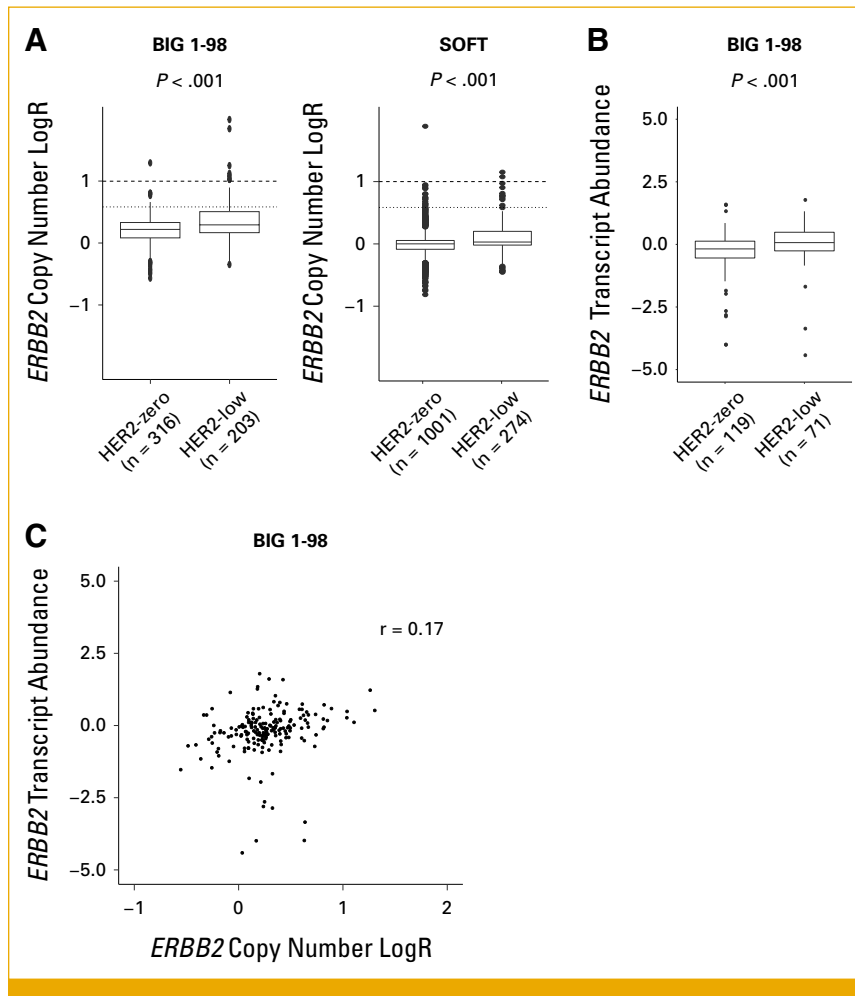 A
BIG 1-98
P < .001
ERBB2 Copy Number LogR
1
0
−1
HER2-zero
(n = 316)
HER2-low
(n = 203)
SOFT
P < .001
ERBB2 Copy Number LogR
1
0
−1
HER2-zero
(n = 1001)
HER2-low
(n = 274)
B
BIG 1-98
P < .001
ERBB2 Transcript Abundance
5.0
2.5
0.0
−2.5
−5.0
HER2-zero
(n = 119)
HER2-low
(n = 71)
C
BIG 1-98
ERBB2 Transcript Abundance
5.0
2.5
0.0
−2.5
−5.0
r = 0.17
−1
0
1
2
ERBB2 Copy Number LogR